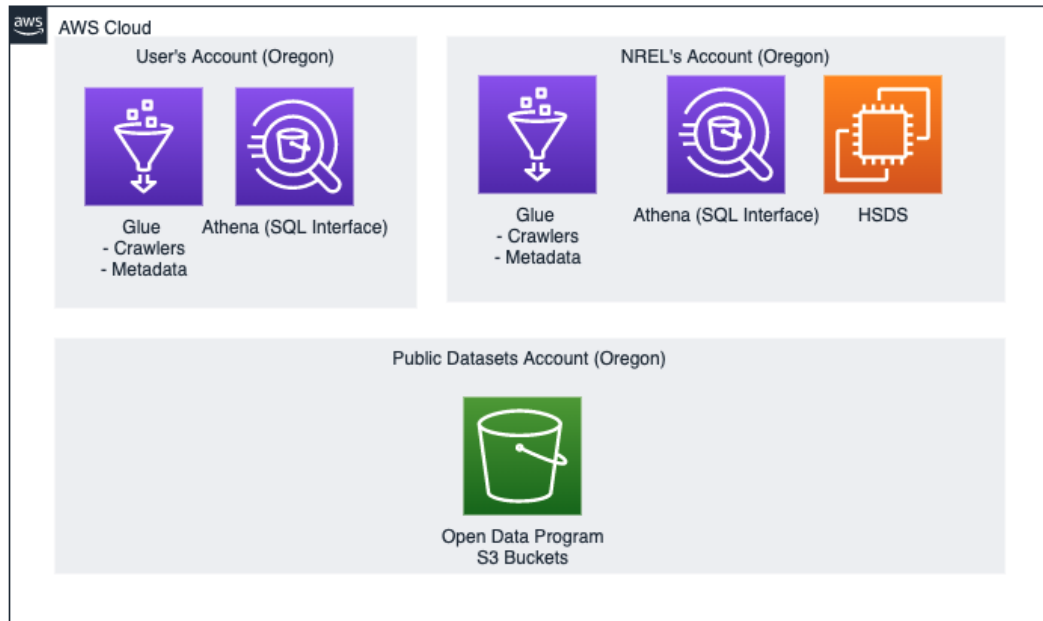 aws
AWS Cloud
User's Account (Oregon)
Glue
- Crawlers
- Metadata
Athena (SQL Interface)
NREL's Account (Oregon)
Glue
- Crawlers
- Metadata
Athena (SQL Interface)
HSDS
Public Datasets Account (Oregon)
Open Data Program
S3 Buckets